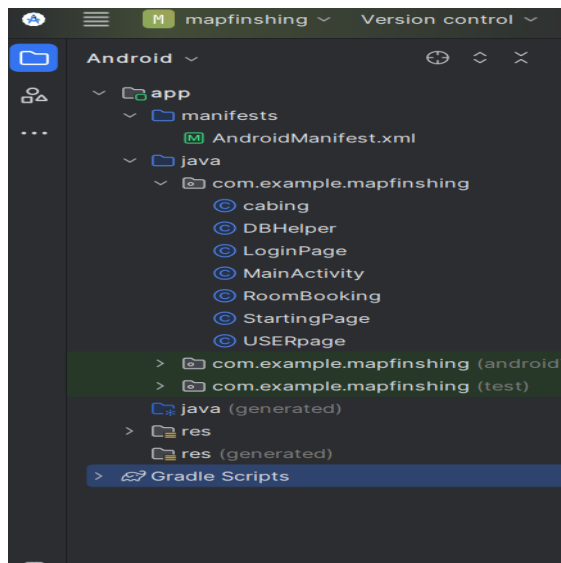 M mapfinshing Version control
Android
app
manifests
M AndroidManifest.xml
java
com.example.mapfinshing
C cabing
C DBHelper
C LoginPage
C MainActivity
C RoomBooking
C StartingPage
C USERpage
com.example.mapfinshing (android
com.example.mapfinshing (test)
java (generated)
res
res (generated)
Gradle Scripts